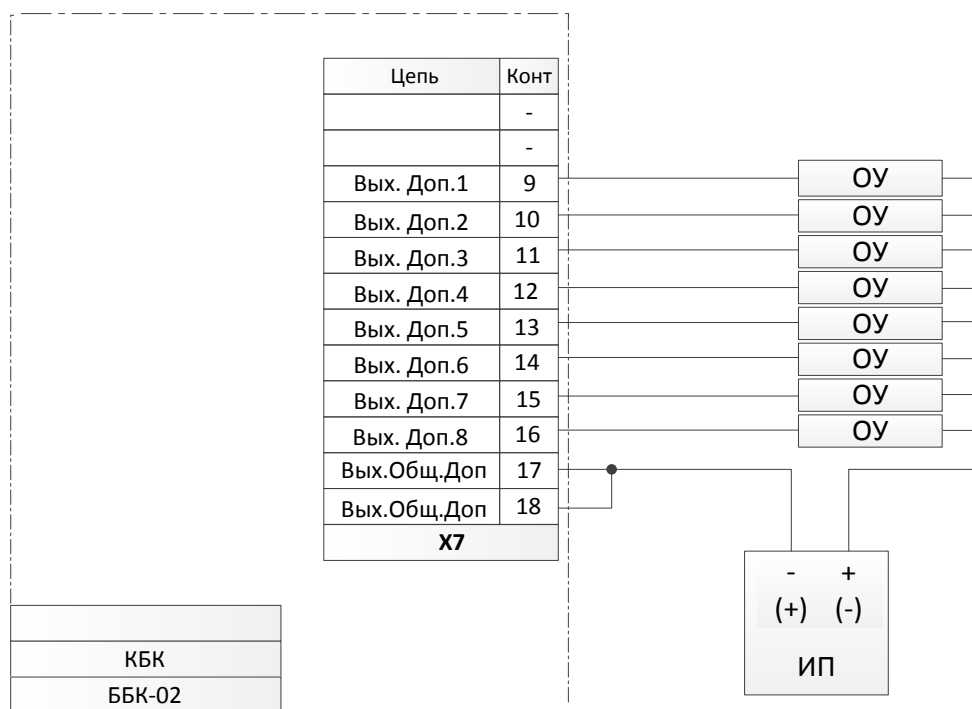 Цепь Конт
-
-
Вых. Доп.1 9 ОУ
Вых. Доп.2 10 ОУ
Вых. Доп.3 11 ОУ
Вых. Доп.4 12 ОУ
Вых. Доп.5 13 ОУ
Вых. Доп.6 14 ОУ
Вых. Доп.7 15 ОУ
Вых. Доп.8 16 ОУ
Вых.Общ.Доп 17
Вых.Общ.Доп 18
X7
- +
(+) (-)
ИП
КБК
ББК-02